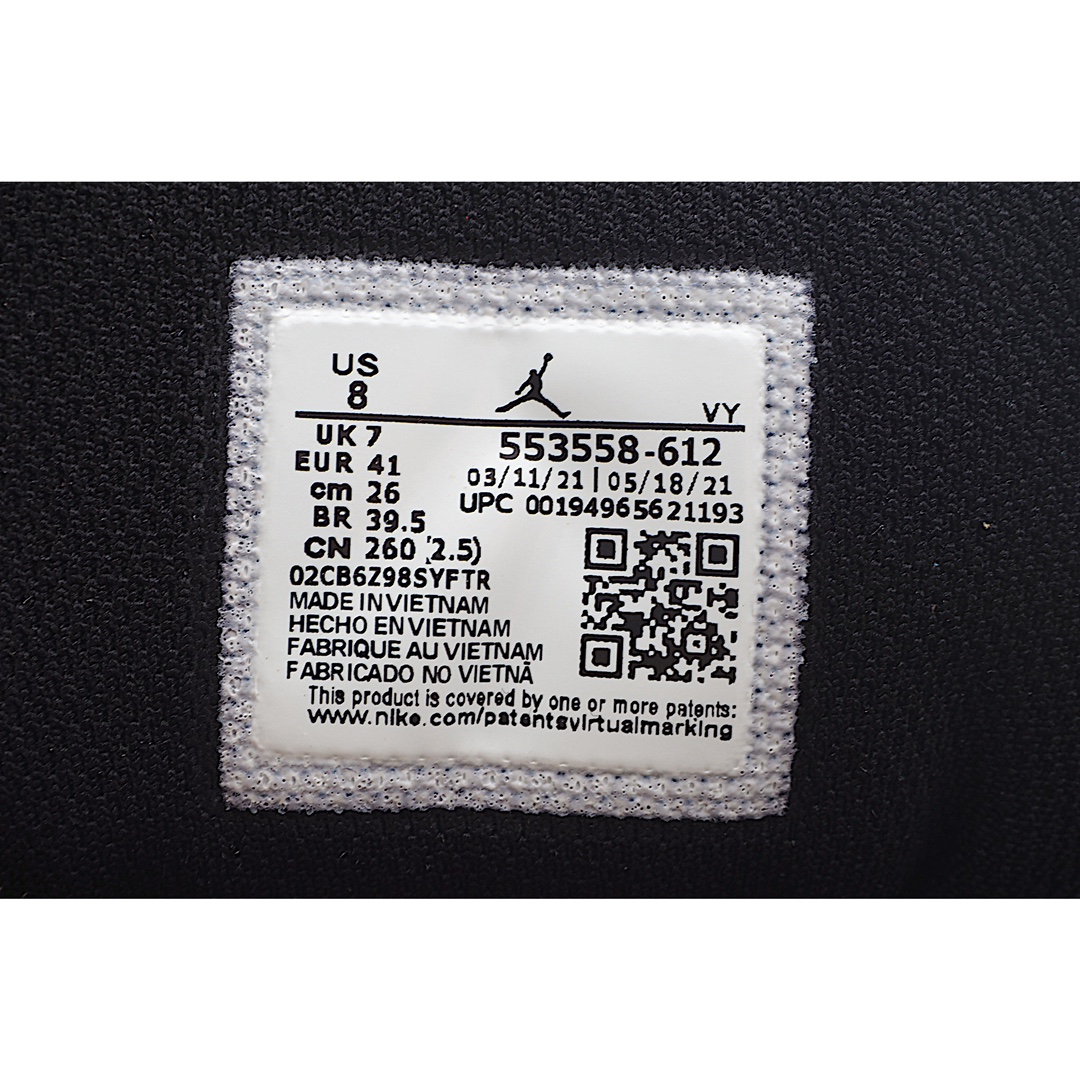 US
8
VY
UK 7
EUR 41
cm 26
BR 39.5
CN 260 (2.5)
553558-612
03/11/21 | 05/18/21
UPC 00194965621193
02CB6Z98SYFTR
MADE IN VIETNAM
HECHO EN VIETNAM
FABRIQUE AU VIETNAM
FABRICADO NO VIETNÃ
This product is covered by one or more patents:
www.nike.com/patentsvirtualmarking